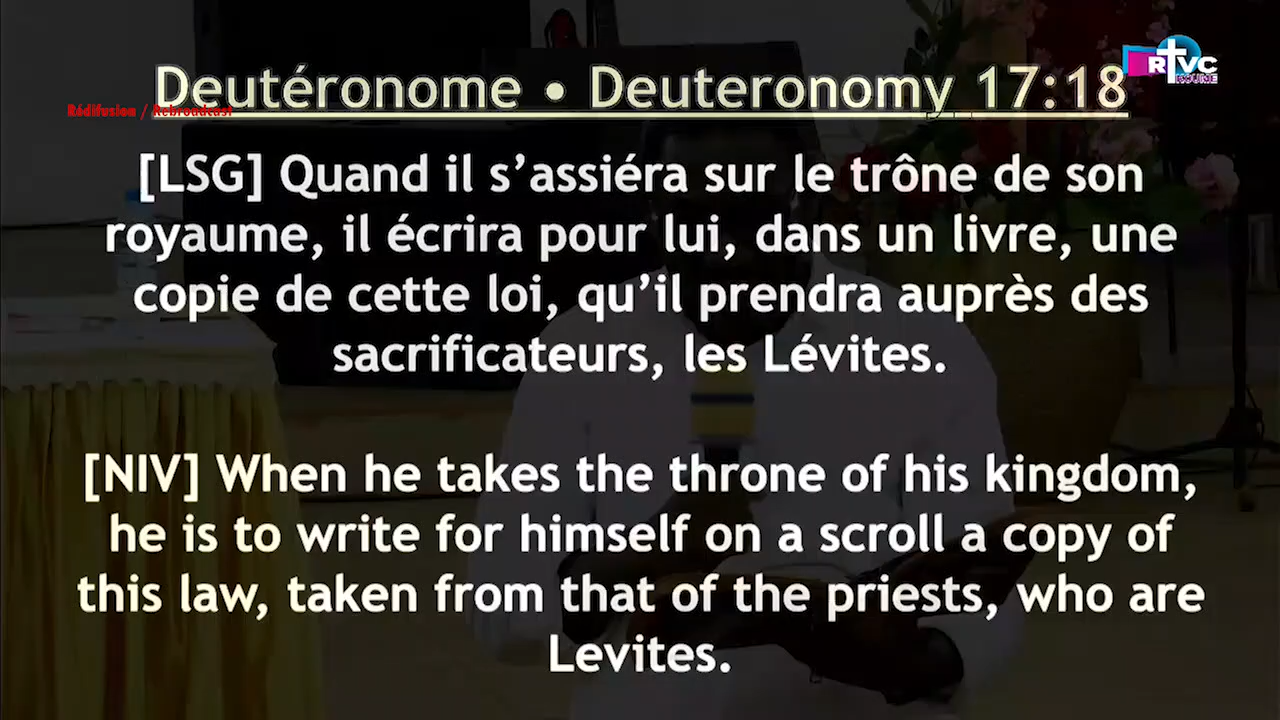 Deutéronome • Deuteronomy 17:18
RTVC
ROUME
Rédifusion / Rebroadcast
[LSG] Quand il s’assiéra sur le trône de son
royaume, il écrira pour lui, dans un livre, une
copie de cette loi, qu’il prendra auprès des
sacrificateurs, les Lévites.
[NIV] When he takes the throne of his kingdom,
he is to write for himself on a scroll a copy of
this law, taken from that of the priests, who are
Levites.